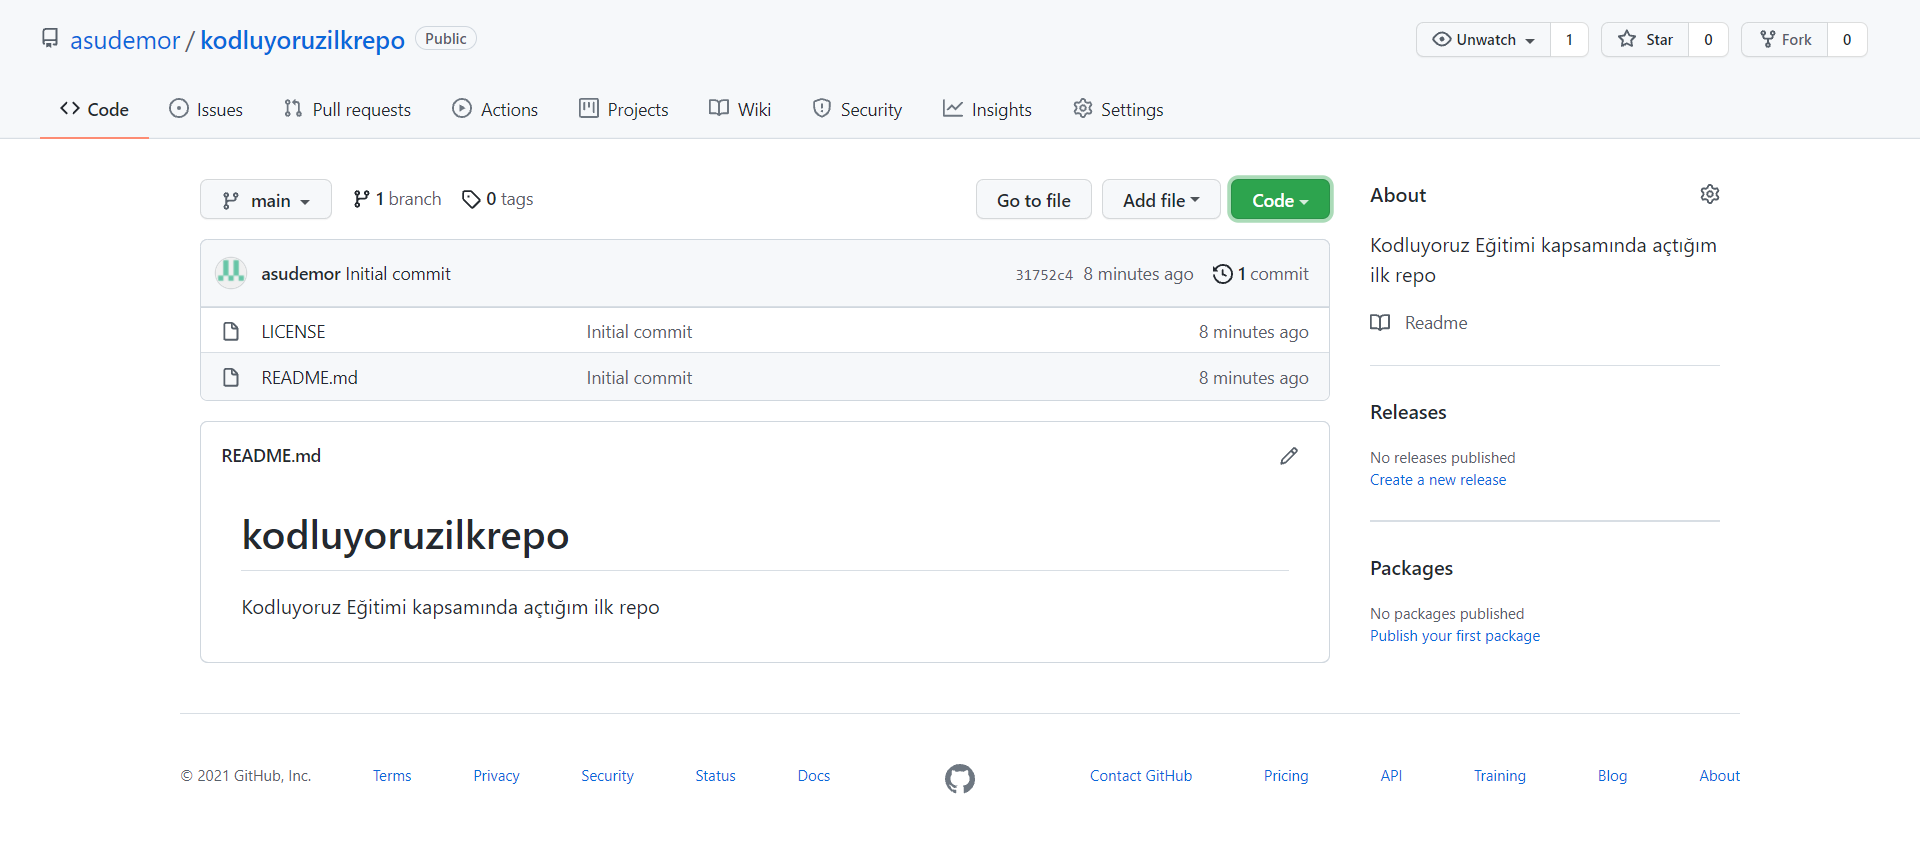 asudemor / kodluyoruzilkrepo Public
Unwatch 1 Star 0 Fork 0
Code Issues Pull requests Actions Projects Wiki Security Insights Settings
main 1 branch 0 tags
Go to file Add file Code
asudemor Initial commit 31752c4 8 minutes ago 1 commit
LICENSE Initial commit 8 minutes ago
README.md Initial commit 8 minutes ago
README.md
kodluyoruzilkrepo
Kodluyoruz Eğitimi kapsamında açtığım ilk repo
About
Kodluyoruz Eğitimi kapsamında açtığım
ilk repo
Readme
Releases
No releases published
Create a new release
Packages
No packages published
Publish your first package
© 2021 GitHub, Inc. Terms Privacy Security Status Docs Contact GitHub Pricing API Training Blog About